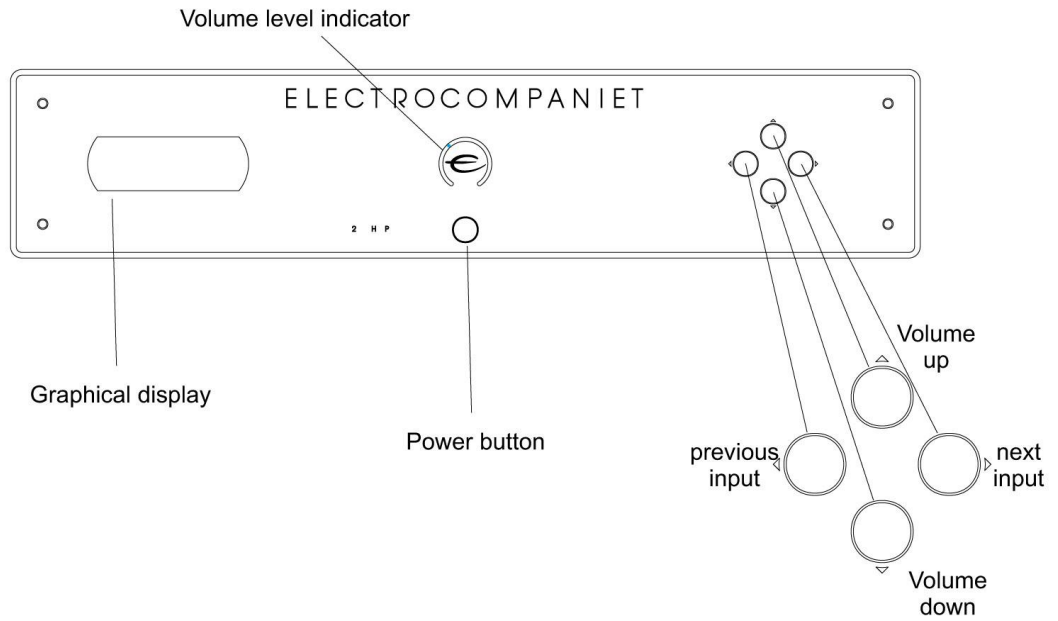 Volume level indicator
ELECTROCOMPANIET
2 HP
Graphical display
Power button
Volume
up
previous
input
next
input
Volume
down